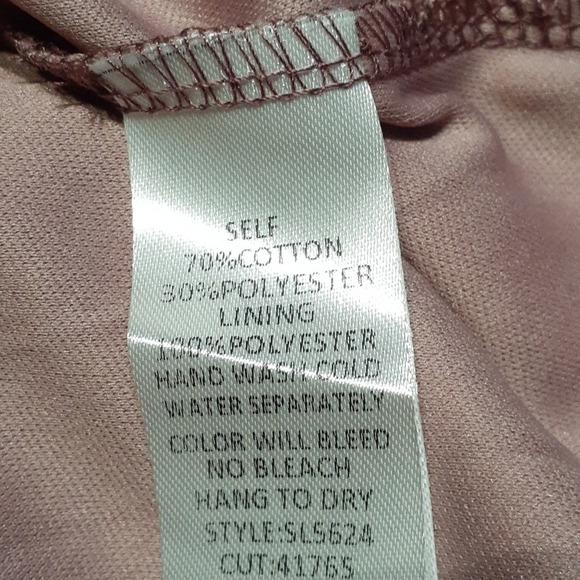 SELF
70%COTTON
30%POLYESTER
LINING
100%POLYESTER
HAND WASH COLD
WATER SEPARATELY
COLOR WILL BLEED
NO BLEACH
HANG TO DRY
STYLE:SL5624
CUT:41765